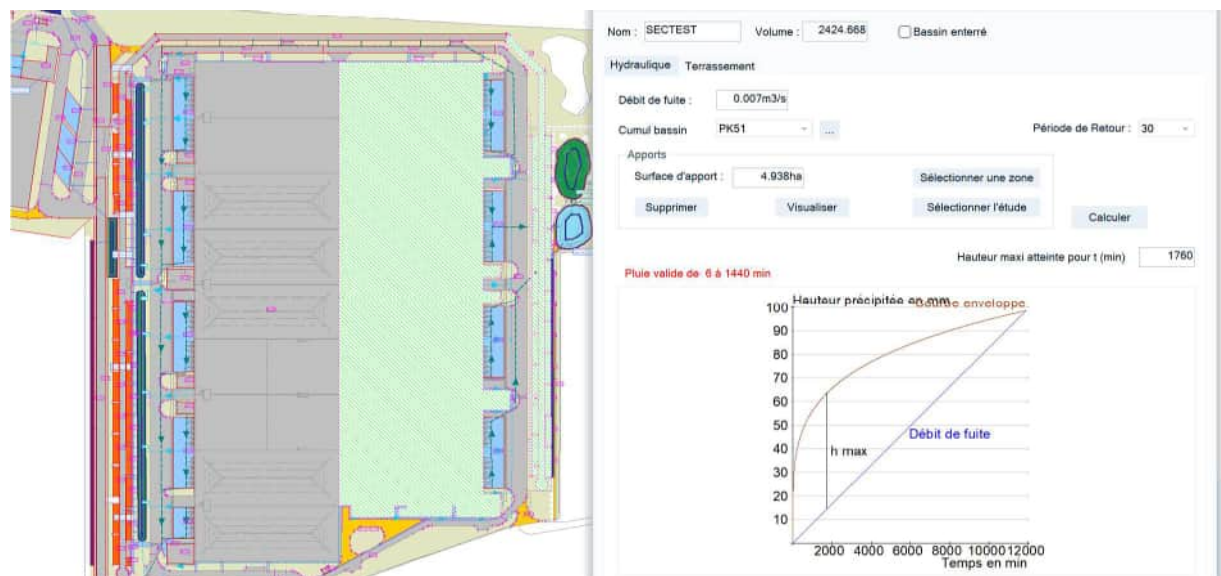 Nom : SECTEST Volume : 2424.668 Bassin enterré
Hydraulique Terrassement
Débit de fuite : 0.007m3/s
Cumul bassin PK51 ... Période de Retour : 30
Apports
Surface d'apport : 4.938ha Sélectionner une zone
Supprimer Visualiser Sélectionner l'étude
Calculer
Hauteur maxi atteinte pour t (min) 1760
Pluie valide de 6 à 1440 min
Hauteur précipitée en mm
Courbe enveloppe
100
90
80
70
60
50
Débit de fuite
40
h max
30
20
10
2000 4000 6000 8000 10000 12000
Temps en min